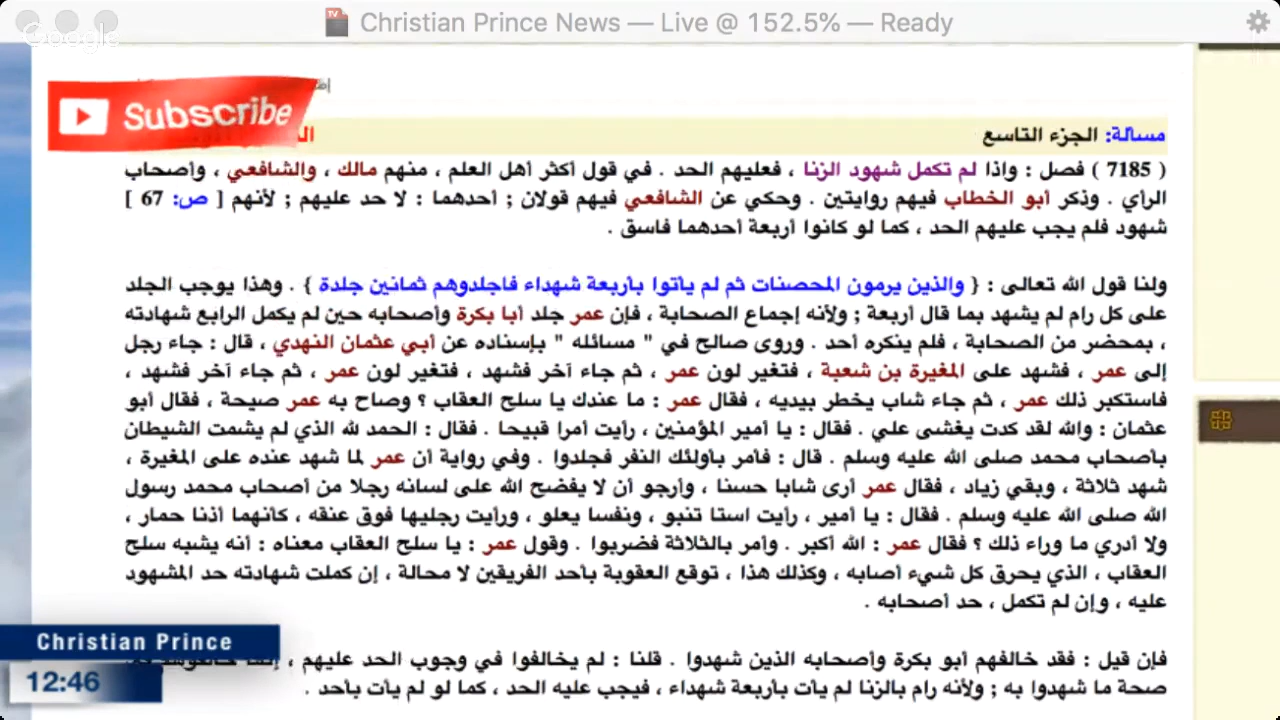 Christian Prince News — Live @ 152.5% — Ready
Google
Subscribe
مسألة: الجزء التاسع
( 7185 ) فصل : وإذا لم تكمل شهود الزنا ، فعليهم الحد . في قول أكثر أهل العلم ، منهم مالك ، والشافعي ، وأصحاب
الرأي . وذكر أبو الخطاب فيهم روايتين . وحكي عن الشافعي فيهم قولان ; أحدهما : لا حد عليهم ; لأنهم [ ص: 67 ]
شهود فلم يجب عليهم الحد ، كما لو كانوا أربعة أحدهما فاسق .
ولنا قول الله تعالى : { والذين يرمون المحصنات ثم لم يأتوا بأربعة شهداء فاجلدوهم ثمانين جلدة } . وهذا يوجب الجلد
على كل رام لم يشهد بما قال أربعة ; ولأنه إجماع الصحابة ، فإن عمر جلد أبا بكرة وأصحابه حين لم يكمل الرابع شهادته
، بمحضر من الصحابة ، فلم ينكره أحد . وروى صالح في " مسائله " بإسناده عن أبي عثمان النهدي ، قال : جاء رجل
إلى عمر ، فشهد على المغيرة بن شعبة ، فتغير لون عمر ، ثم جاء آخر فشهد ، فتغير لون عمر ، ثم جاء آخر فشهد ،
فاستكبر ذلك عمر ، ثم جاء شاب يخطر بيديه ، فقال عمر : ما عندك يا سلح العقاب ؟ وصاح به عمر صيحة ، فقال أبو
عثمان : والله لقد كدت يغشى علي . فقال : يا أمير المؤمنين ، رأيت أمرا قبيحا . فقال : الحمد لله الذي لم يشمت الشيطان
بأصحاب محمد صلى الله عليه وسلم . قال : فأمر بأولئك النفر فجلدوا . وفي رواية أن عمر لما شهد عنده على المغيرة ،
شهد ثلاثة ، وبقي زياد ، فقال عمر أرى شابا حسنا ، وأرجو أن لا يفضح الله على لسانه رجلا من أصحاب محمد رسول
الله صلى الله عليه وسلم . فقال : يا أمير ، رأيت استا تنبو ، ونفسا يعلو ، ورأيت رجليها فوق عنقه ، كأنهما أذنا حمار ،
ولا أدري ما وراء ذلك ؟ فقال عمر : الله أكبر . وأمر بالثلاثة فضربوا . وقول عمر : يا سلح العقاب معناه : أنه يشبه سلح
العقاب ، الذي يحرق كل شيء أصابه ، وكذلك هذا ، توقع العقوبة بأحد الفريقين لا محالة ، إن كملت شهادته حد المشهود
عليه ، وإن لم تكمل ، حد أصحابه .
Christian Prince
12:46
فإن قيل : فقد خالفهم أبو بكرة وأصحابه الذين شهدوا . قلنا : لم يخالفوا في وجوب الحد عليهم ،
صحة ما شهدوا به ; ولأنه رام بالزنا لم يأت بأربعة شهداء ، فيجب عليه الحد ، كما لو لم يأت بأحد .